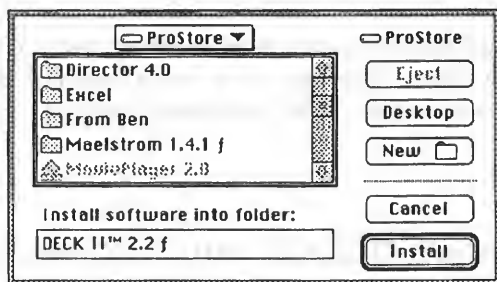 ProStore ▼
ProStore
Director 4.0
Excel
From Ben
Maelstrom 1.4.1 ƒ
MoviePlayer 2.0
Eject
Desktop
New
Install software into folder:
DECK II™ 2.2 ƒ
Cancel
Install